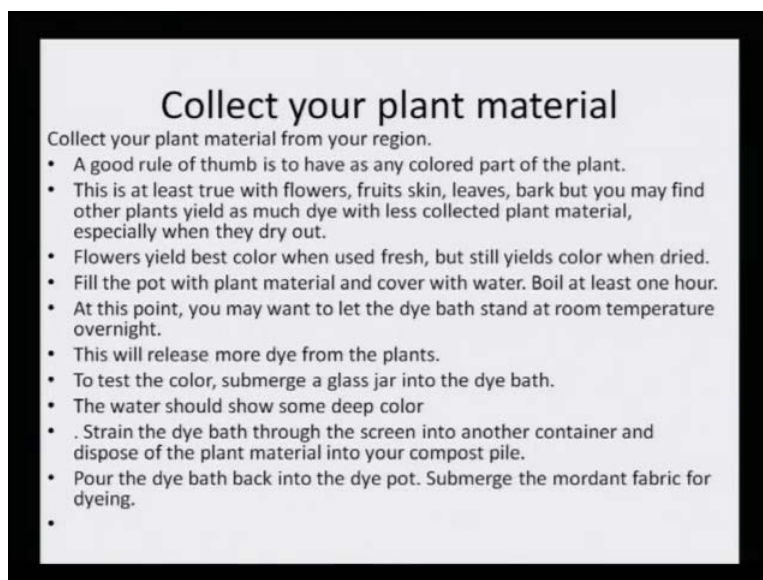 Collect your plant material
Collect your plant material from your region.
• A good rule of thumb is to have as any colored part of the plant.
• This is at least true with flowers, fruits skin, leaves, bark but you may find
other plants yield as much dye with less collected plant material,
especially when they dry out.
• Flowers yield best color when used fresh, but still yields color when dried.
• Fill the pot with plant material and cover with water. Boil at least one hour.
• At this point, you may want to let the dye bath stand at room temperature
overnight.
• This will release more dye from the plants.
• To test the color, submerge a glass jar into the dye bath.
• The water should show some deep color
• . Strain the dye bath through the screen into another container and
dispose of the plant material into your compost pile.
• Pour the dye bath back into the dye pot. Submerge the mordant fabric for
dyeing.
•